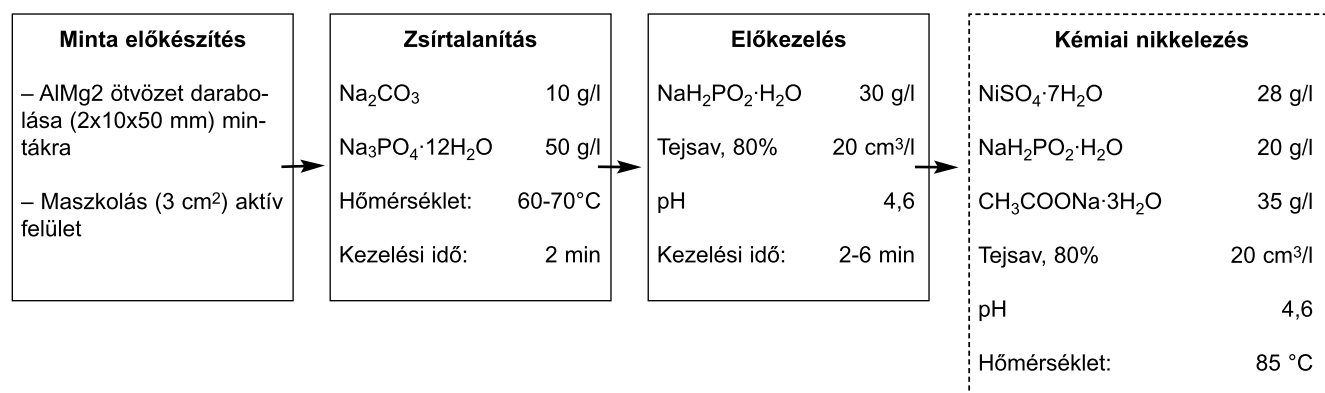 Minta előkészítés
– AlMg2 ötvözet darabo-
lása (2x10x50 mm) min-
tákra
– Maszkolás (3 cm²) aktív
felület
Zsírtalanítás
Na₂CO₃ 10 g/l
Na₃PO₄·12H₂O 50 g/l
Hőmérséklet: 60-70°C
Kezelési idő: 2 min
Előkezelés
NaH₂PO₂·H₂O 30 g/l
Tejsav, 80% 20 cm³/l
pH 4,6
Kezelési idő: 2-6 min
Kémiai nikkelezés
NiSO₄·7H₂O 28 g/l
NaH₂PO₂·H₂O 20 g/l
CH₃COONa·3H₂O 35 g/l
Tejsav, 80% 20 cm³/l
pH 4,6
Hőmérséklet: 85 °C